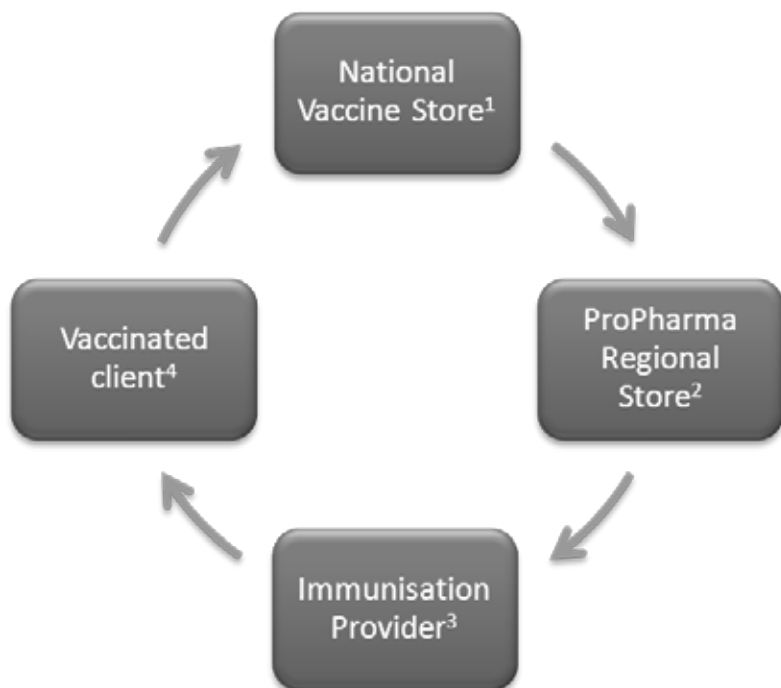 National
Vaccine Store¹
ProPharma
Regional
Store²
Immunisation
Provider³
Vaccinated
client⁴